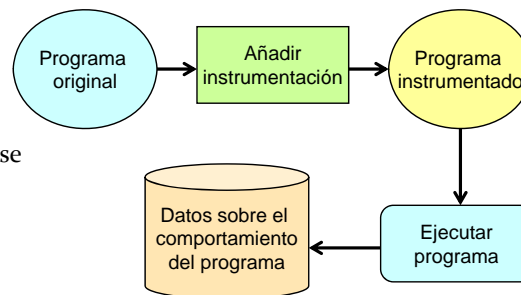 Programa
original
Añadir
instrumentación
Programa
instrumentado
se
Datos sobre el
comportamiento
del programa
Ejecutar
programa